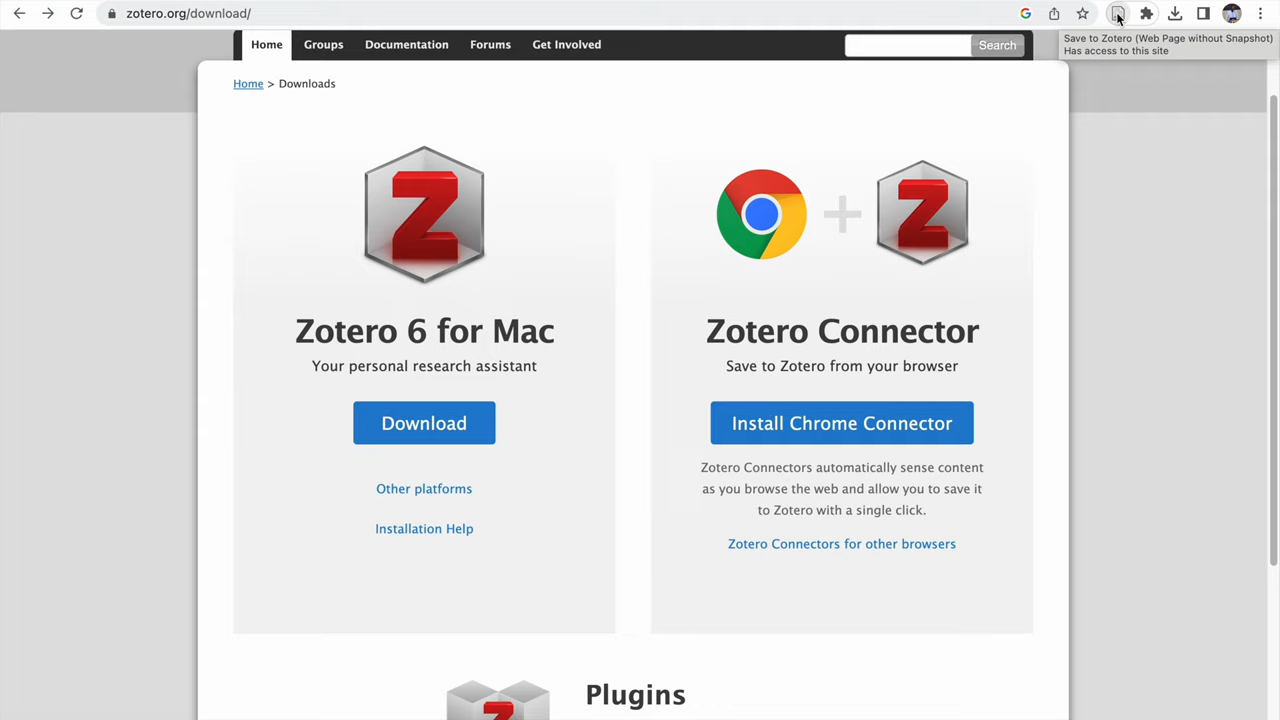 zotero.org/download/
Save to Zotero (Web Page without Snapshot)
Has access to this site
Home
Groups
Documentation
Forums
Get Involved
Search
Home > Downloads
Z
Zotero 6 for Mac
Your personal research assistant
Download
Other platforms
Installation Help
Z
Zotero Connector
Save to Zotero from your browser
Install Chrome Connector
Zotero Connectors automatically sense content
as you browse the web and allow you to save it
to Zotero with a single click.
Zotero Connectors for other browsers
Plugins